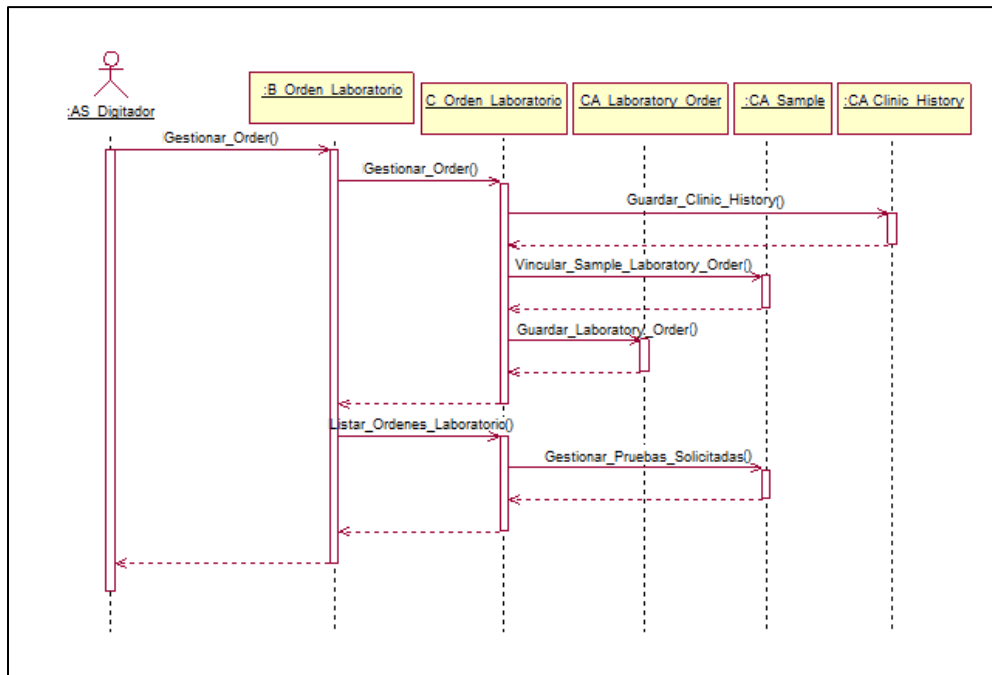 :AS_Digitador
:B_Orden_Laboratorio
C_Orden_Laboratorio
CA_Laboratory_Order
:CA_Sample
:CA Clinic_History
Gestionar_Order()
Gestionar_Order()
Guardar_Clinic_History()
Vincular_Sample_Laboratory_Order()
Guardar_Laboratory_Order()
Listar_Ordenes_Laboratorio()
Gestionar_Pruebas_Solicitadas()